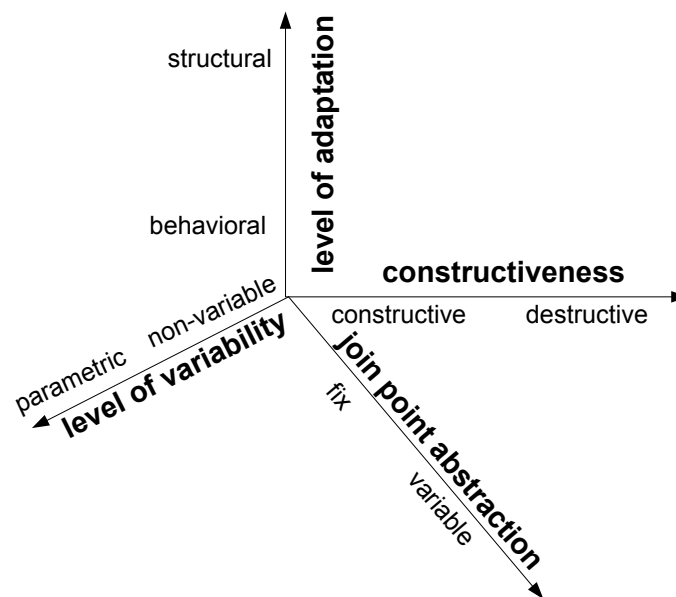 structural
level of adaptation
behavioral
constructiveness
constructive
destructive
non-variable
parametric
level of variability
join point abstraction
fix
variable